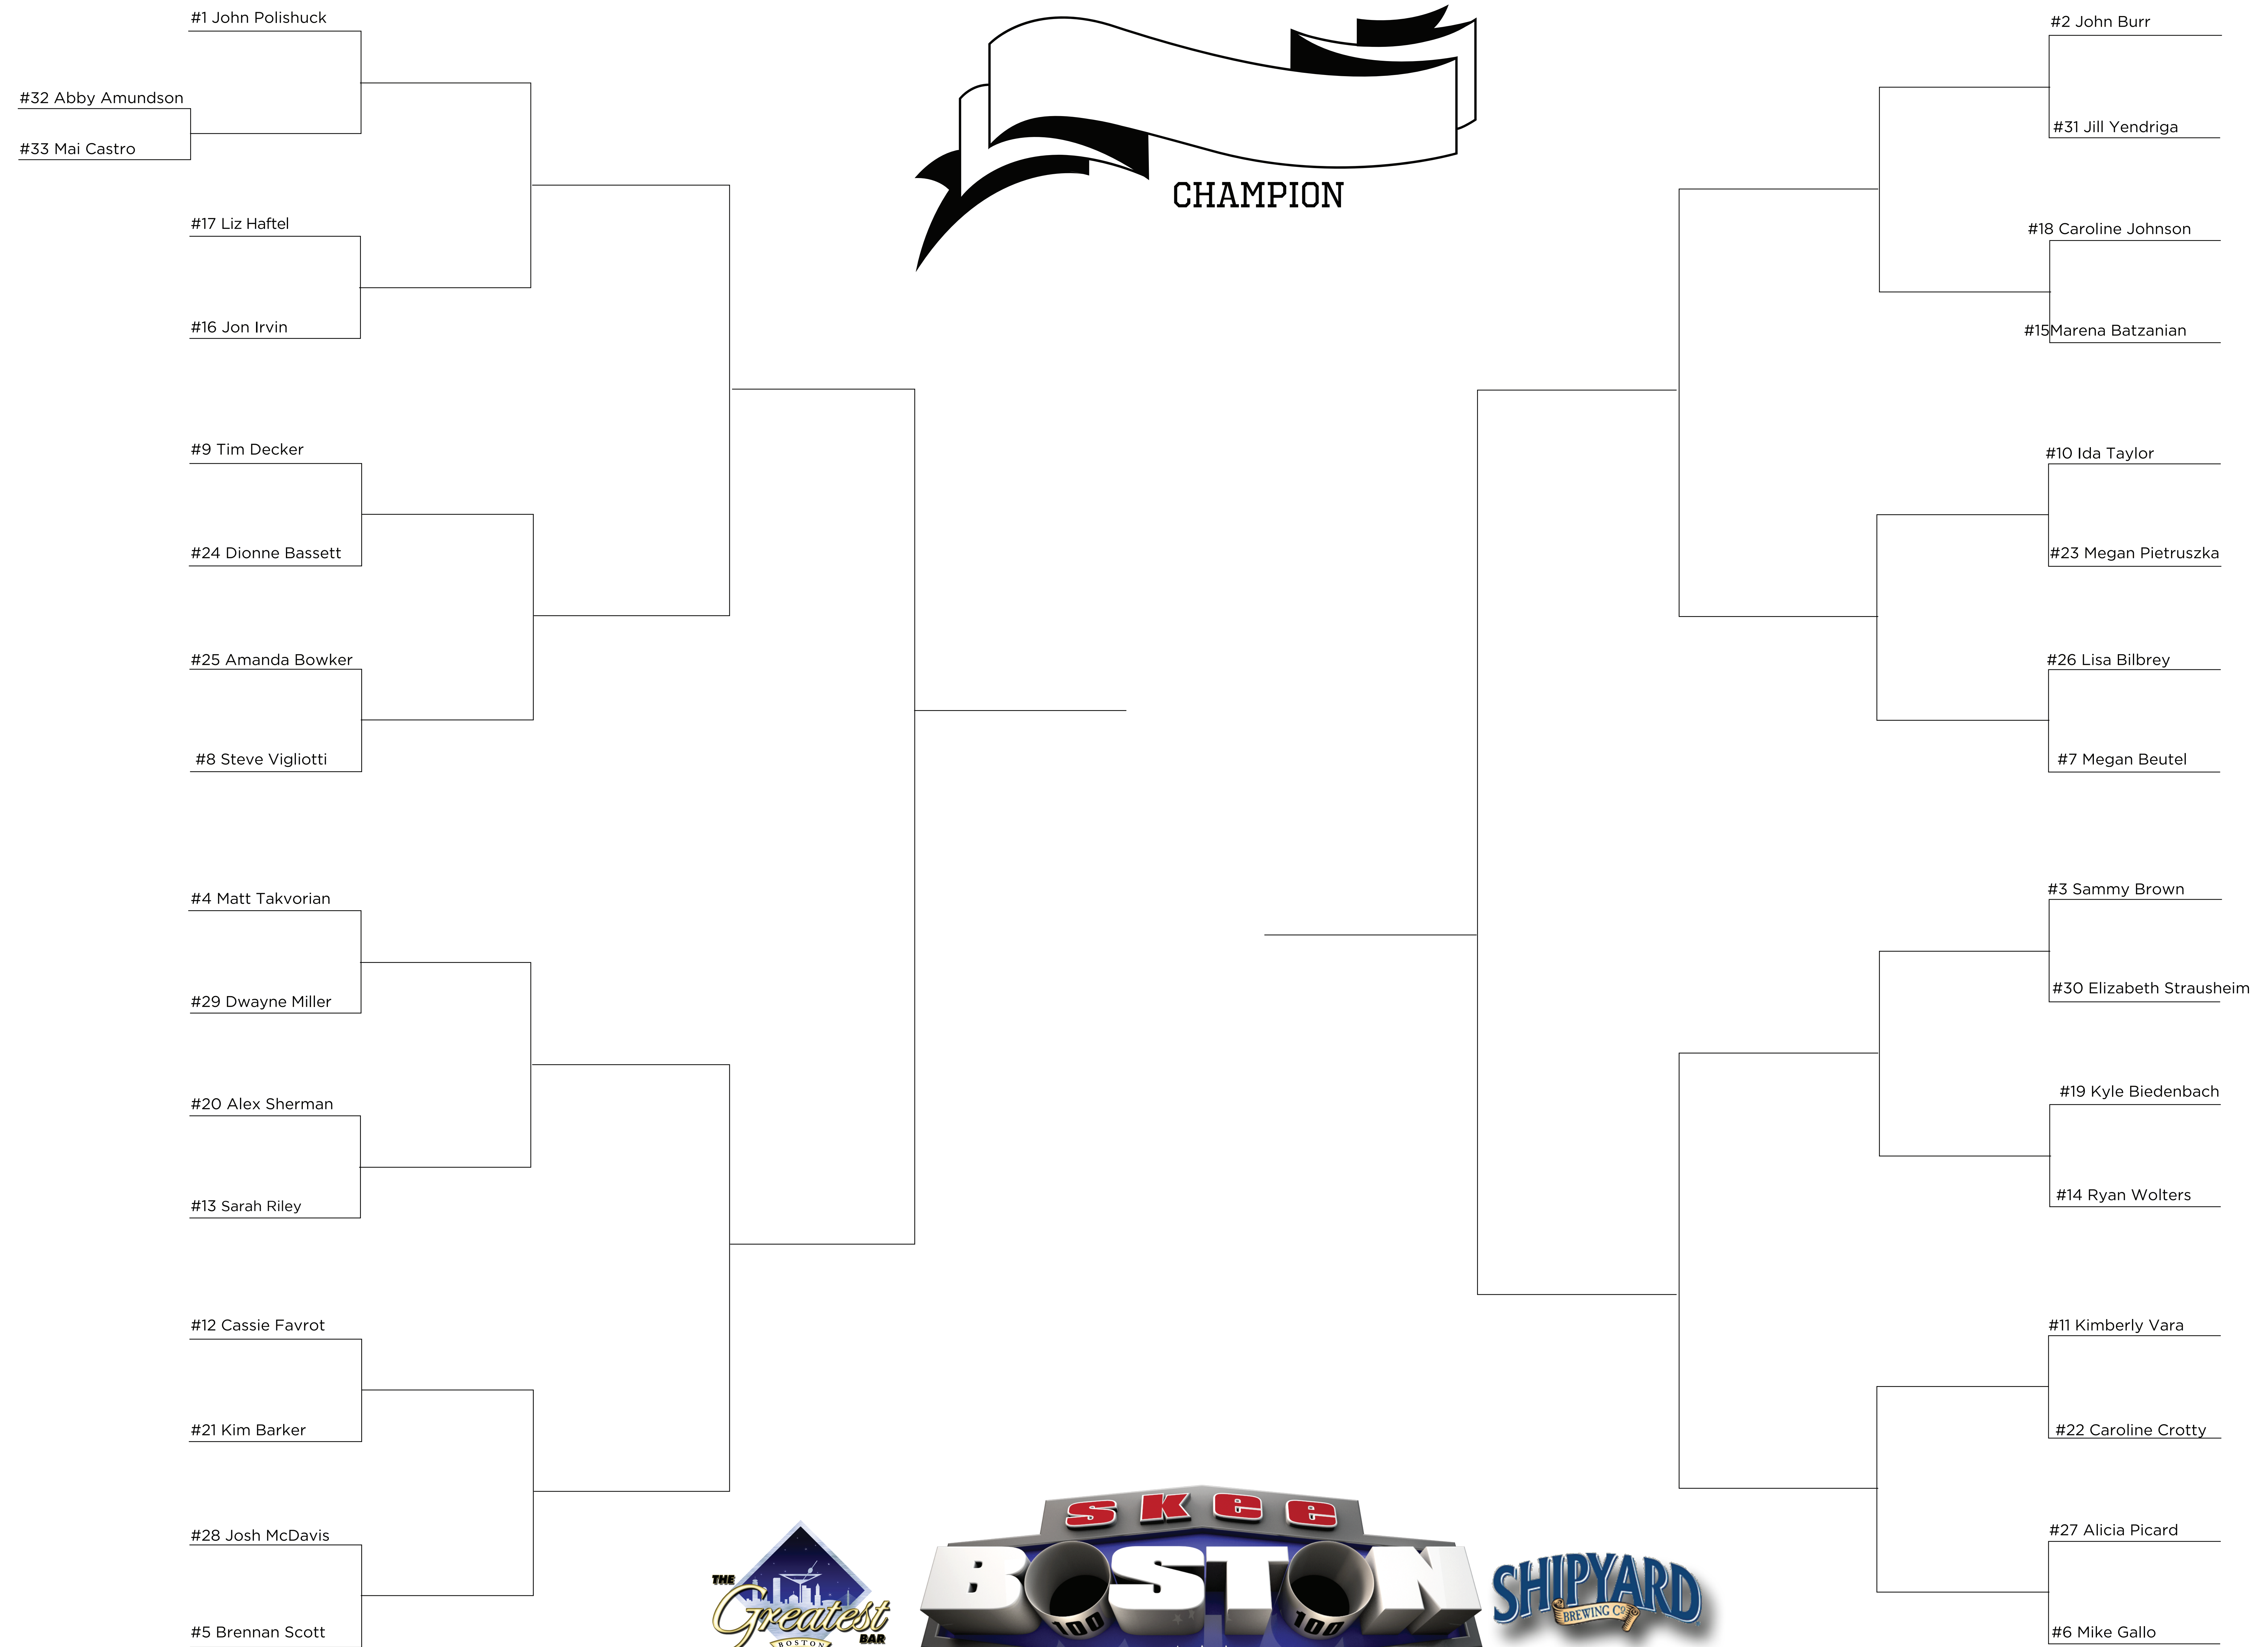 #1 John Polishuck
#32 Abby Amundson
#33 Mai Castro
#17 Liz Haftel
#16 Jon Irvin
#9 Tim Decker
#24 Dionne Bassett
#25 Amanda Bowker
#8 Steve Vigliotti
#4 Matt Takvorian
#29 Dwayne Miller
#20 Alex Sherman
#13 Sarah Riley
#12 Cassie Favrot
#21 Kim Barker
#28 Josh McDavis
#5 Brennan Scott
CHAMPION
#2 John Burr
#31 Jill Yendriga
#18 Caroline Johnson
#15Marena Batzanian
#10 Ida Taylor
#23 Megan Pietruszka
#26 Lisa Bilbrey
#7 Megan Beutel
#3 Sammy Brown
#30 Elizabeth Strausheim
#19 Kyle Biedenbach
#14 Ryan Wolters
#11 Kimberly Vara
#22 Caroline Crotty
#27 Alicia Picard
#6 Mike Gallo
THE
Greatest
BAR
BOSTON
skee
BOSTON
100 100
SHIPYARD
BREWING CO